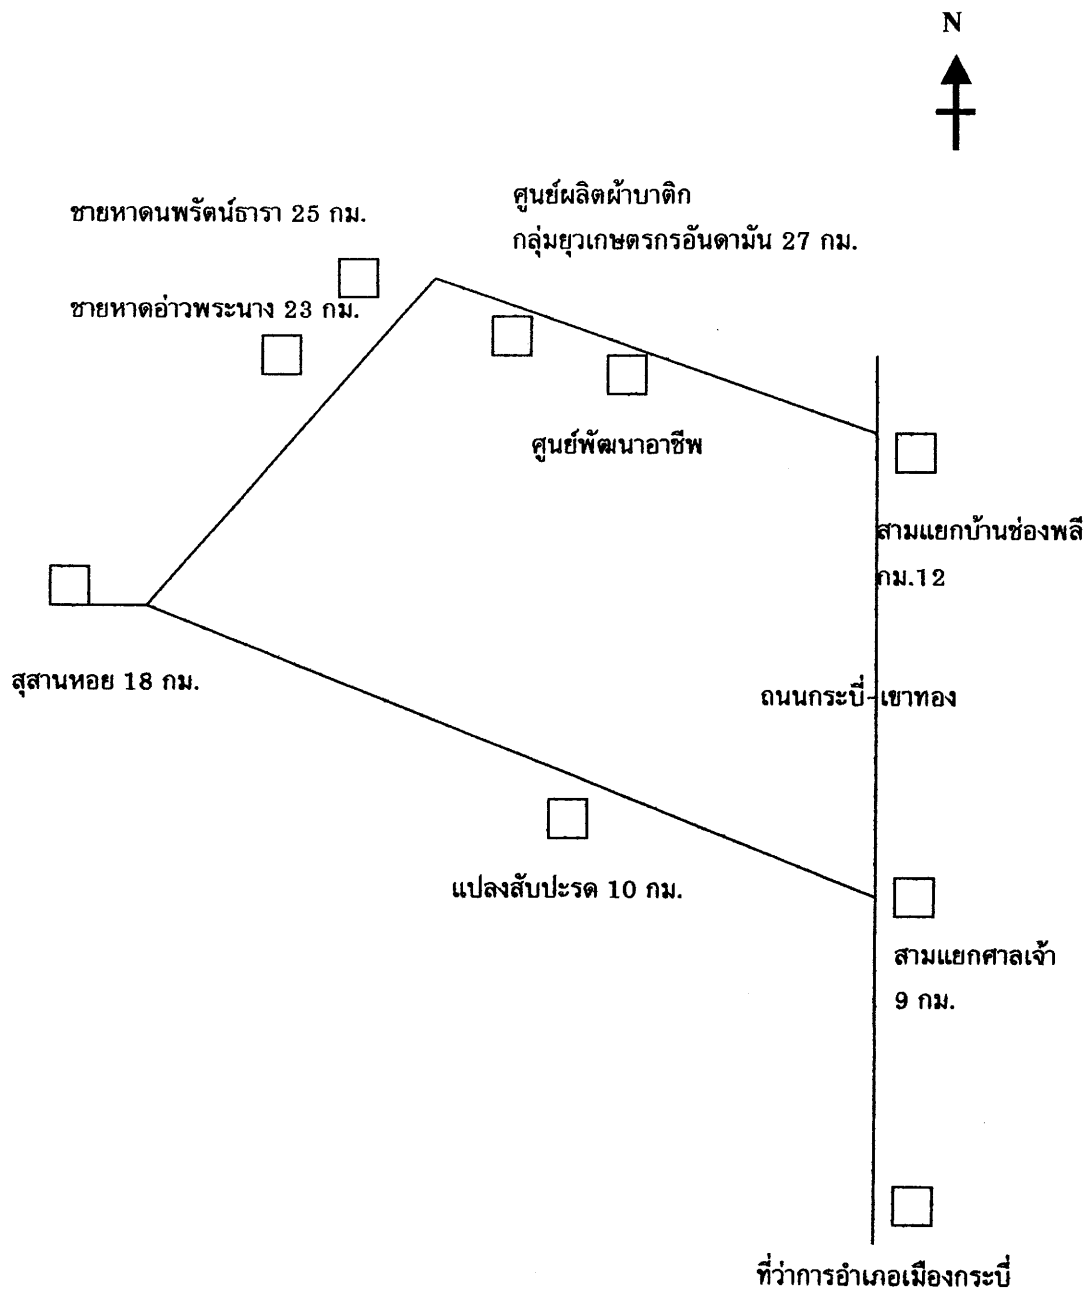 N
ศูนย์ผลิตผ้าบาติก
ชายหาดนพรัตน์ธารา 25 กม.
กลุ่มยุวเกษตรกรอันดามัน 27 กม.
ชายหาดอ่าวพระนาง 23 กม.
ศูนย์พัฒนาอาชีพ
สามแยกบ้านช่องพลี
กม.12
สุสานหอย 18 กม.
ถนนกระบี่-เขาทอง
แปลงสับปะรด 10 กม.
สามแยกศาลเจ้า
9 กม.
ที่ว่าการอำเภอเมืองกระบี่